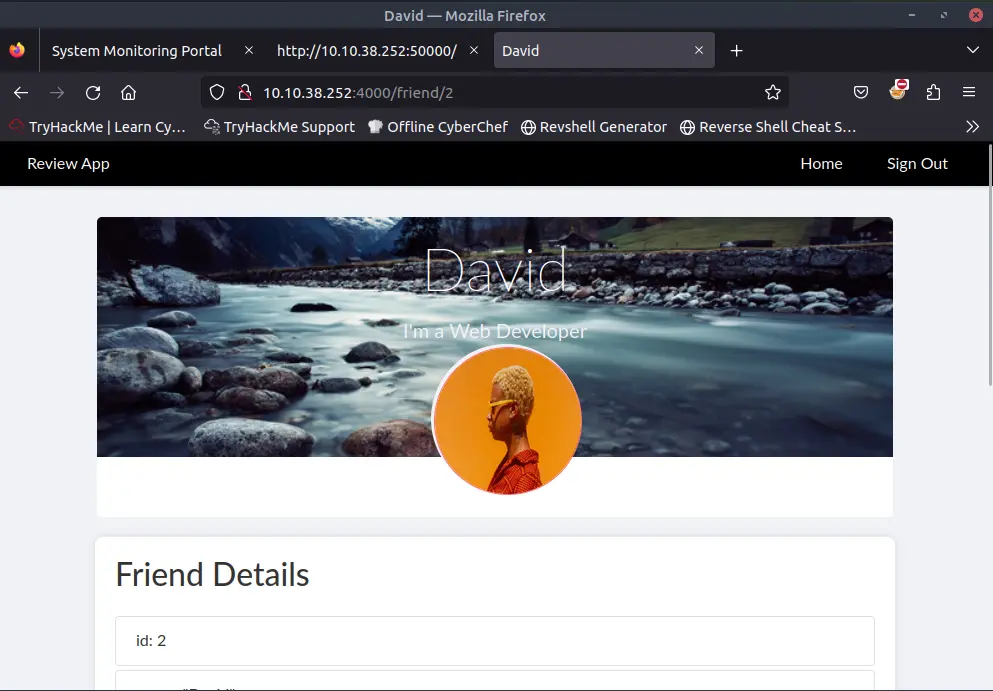 David — Mozilla Firefox
System Monitoring Portal
http://10.10.38.252:50000/
David
10.10.38.252:4000/friend/2
TryHackMe | Learn Cy…
TryHackMe Support
Offline CyberChef
Revshell Generator
Reverse Shell Cheat S…
Review App
Home
Sign Out
David
I'm a Web Developer
Friend Details
id: 2